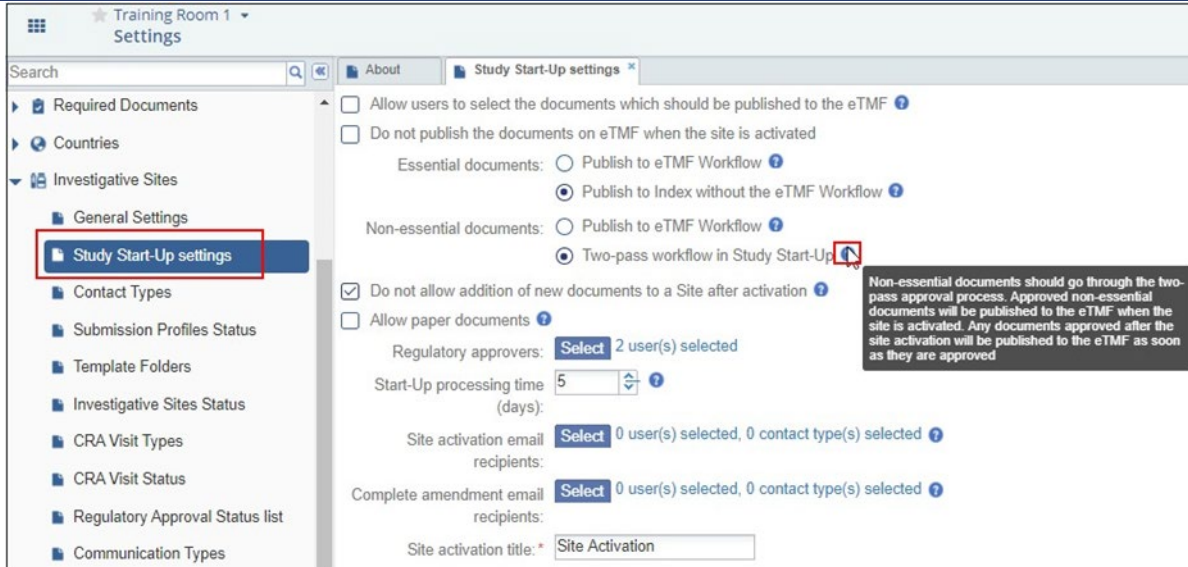 Training Room 1
Settings
Search
Required Documents
Countries
Investigative Sites
General Settings
Study Start-Up settings
Contact Types
Submission Profiles Status
Template Folders
Investigative Sites Status
CRA Visit Types
CRA Visit Status
Regulatory Approval Status list
Communication Types
About
Study Start-Up settings
Allow users to select the documents which should be published to the eTMF
Do not publish the documents on eTMF when the site is activated
Essential documents: Publish to eTMF Workflow
Publish to Index without the eTMF Workflow
Non-essential documents: Publish to eTMF Workflow
Two-pass workflow in Study Start-Up
Non-essential documents should go through the two-
pass approval process. Approved non-essential
documents will be published to the eTMF when the
site is activated. Any documents approved after the
site activation will be published to the eTMF as soon
as they are approved
Do not allow addition of new documents to a Site after activation
Allow paper documents
Regulatory approvers: Select 2 user(s) selected
Start-Up processing time 5
(days):
Site activation email Select 0 user(s) selected, 0 contact type(s) selected
recipients:
Complete amendment email Select 0 user(s) selected, 0 contact type(s) selected
recipients:
Site activation title:* Site Activation